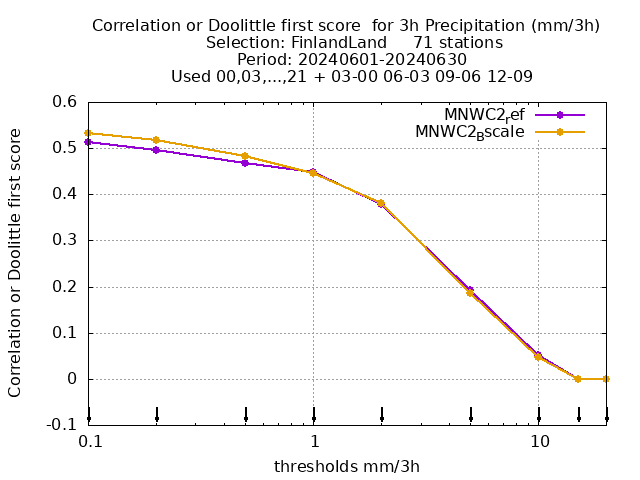 Correlation or Doolittle first score  for 3h Precipitation (mm/3h)
Selection: FinlandLand     71 stations
Period: 20240601-20240630
Used 00,03,...,21 + 03-00 06-03 09-06 12-09
MNWC2ref
MNWC2Bscale
Correlation or Doolittle first score
0.6
0.5
0.4
0.3
0.2
0.1
0
-0.1
0.1 1 10
thresholds mm/3h